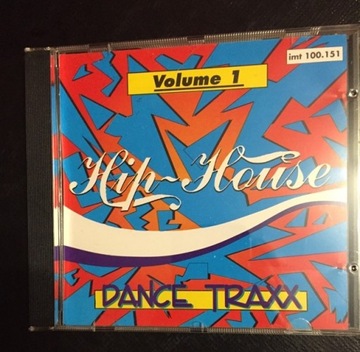 Volume 1
imt 100.151
Hip~House
DANCE TRAXX